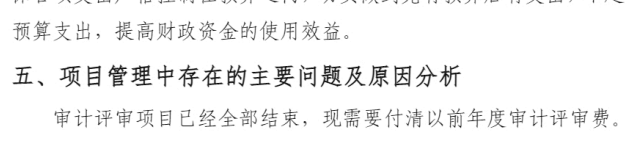 预算支出，提高财政资金的使用效益。
五、项目管理中存在的主要问题及原因分析
审计评审项目已经全部结束，现需要付清以前年度审计评审费。